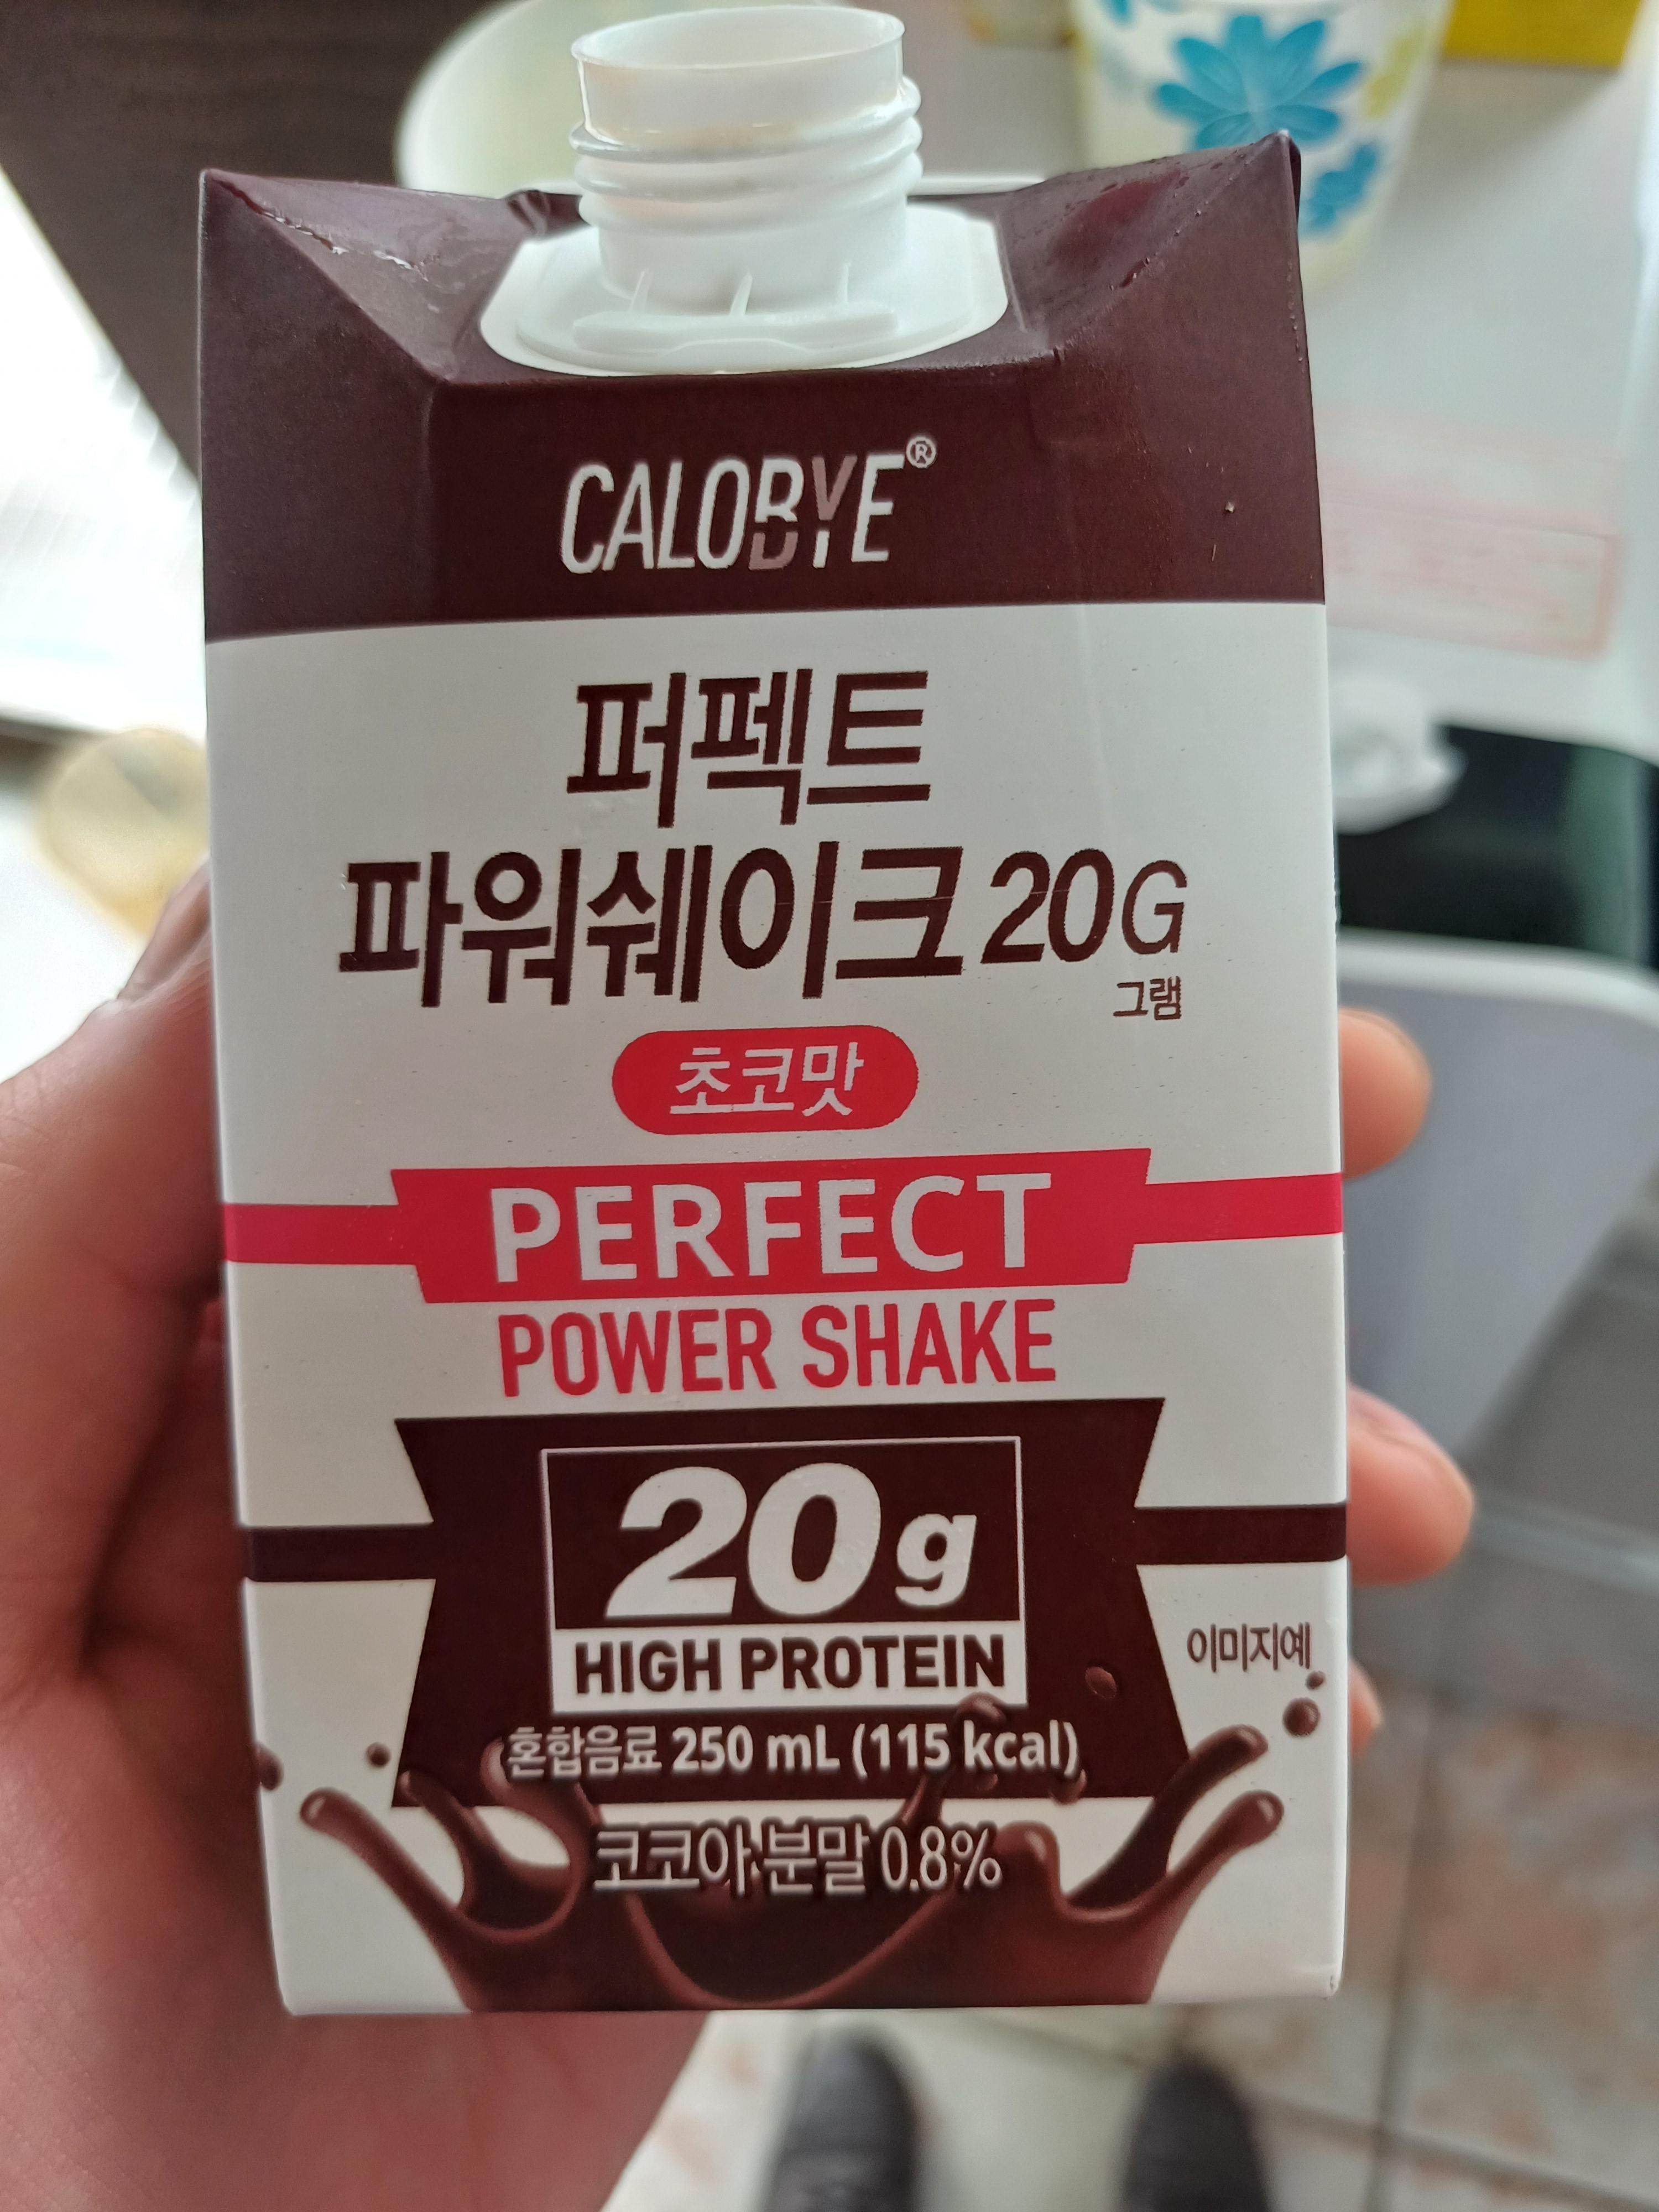 CALOBYE®
퍼펙트
파워쉐이크 20G
그램
초코맛
PERFECT
POWER SHAKE
20g
HIGH PROTEIN
이미지예
혼합음료 250 mL (115 kcal)
코코아분말 0.8%